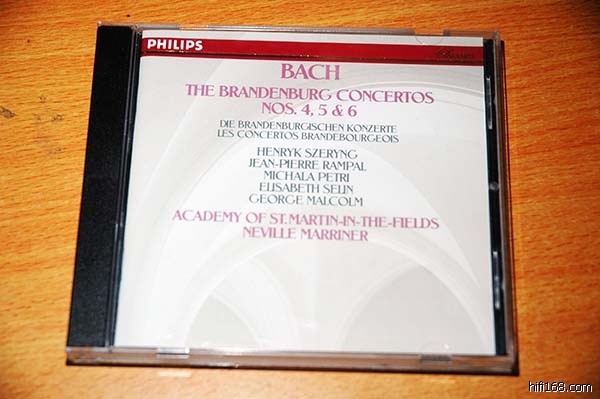 PHILIPS
BACH
THE BRANDENBURG CONCERTOS
NOS. 4, 5 & 6
DIE BRANDENBURGISCHEN KONZERTE
LES CONCERTOS BRANDEBOURGEOIS
HENRYK SZERYNG
JEAN-PIERRE RAMPAL
MICHALA PETRI
ELISABETH SELIN
GEORGE MALCOLM
ACADEMY OF ST. MARTIN-IN-THE-FIELDS
NEVILLE MARRINER
hifi168.com